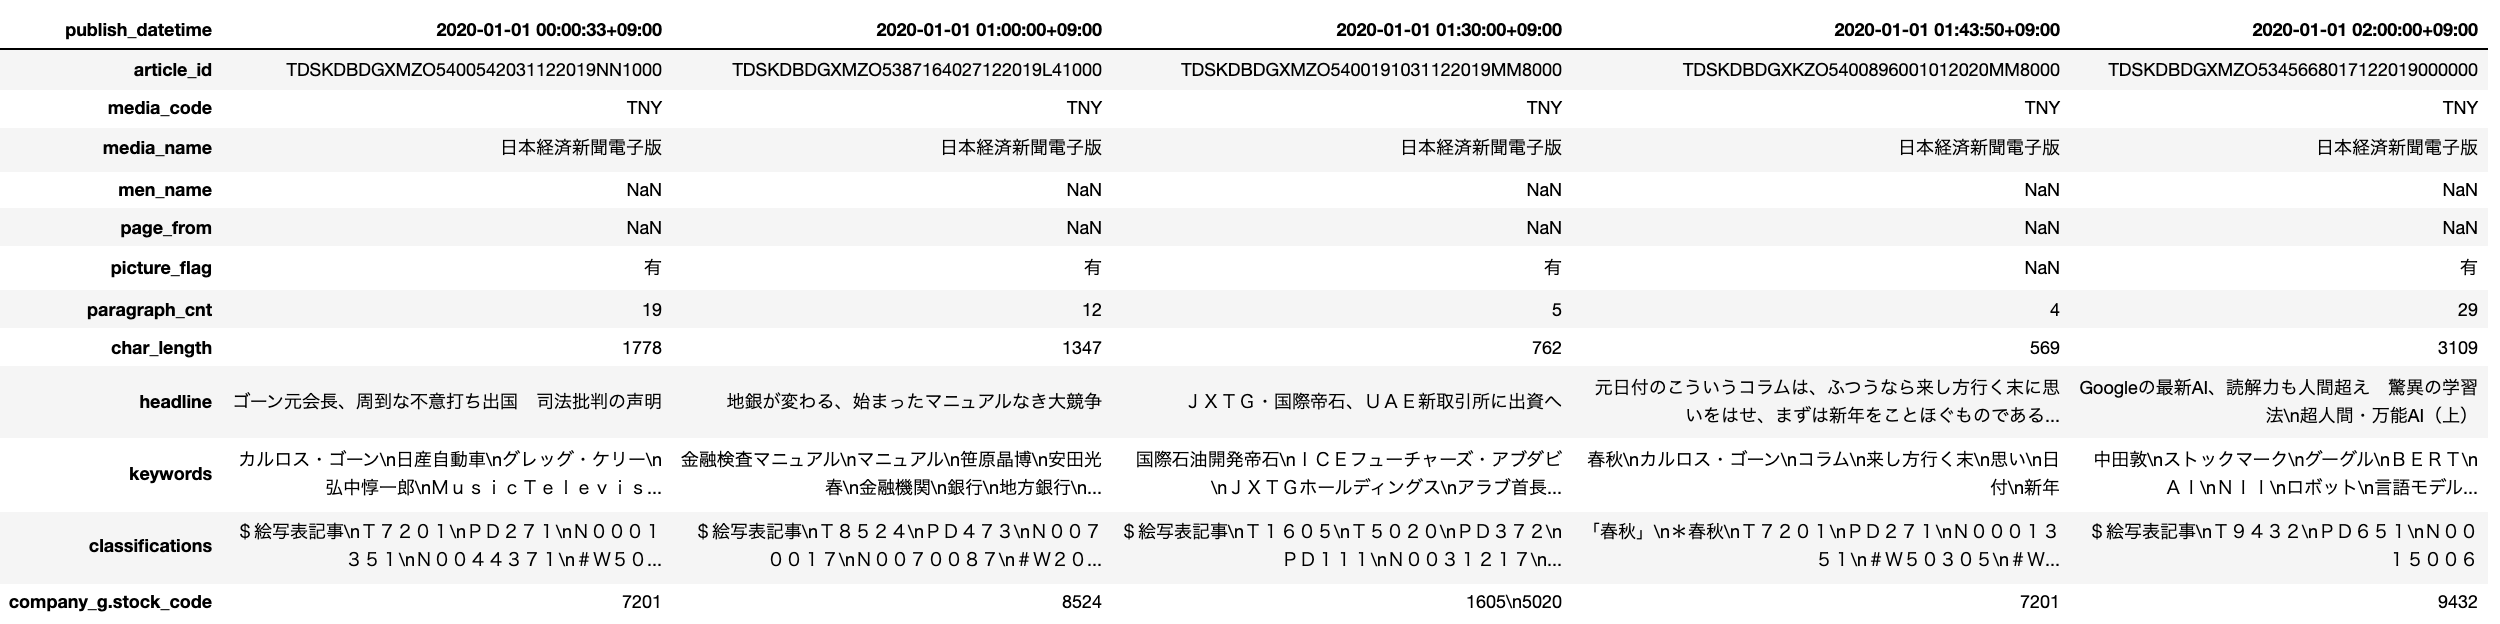 publish_datetime 2020-01-01 00:00:33+09:00 2020-01-01 01:00:00+09:00 2020-01-01 01:30:00+09:00 2020-01-01 01:43:50+09:00 2020-01-01 02:00:00+09:00
article_id TDSKDBDGXMZO5400542031122019NN1000 TDSKDBDGXMZO5387164027122019L41000 TDSKDBDGXMZO5400191031122019MM8000 TDSKDBDGXKZO5400896001012020MM8000 TDSKDBDGXMZO5345668017122019000000
media_code TNY TNY TNY TNY TNY
media_name 日本経済新聞電子版 日本経済新聞電子版 日本経済新聞電子版 日本経済新聞電子版 日本経済新聞電子版
men_name NaN NaN NaN NaN NaN
page_from NaN NaN NaN NaN NaN
picture_flag 有 有 有 NaN 有
paragraph_cnt 19 12 5 4 29
char_length 1778 1347 762 569 3109
headline ゴーン元会長、周到な不意打ち出国　司法批判の声明 地銀が変わる、始まったマニュアルなき大競争 ＪＸＴＧ・国際帝石、ＵＡＥ新取引所に出資へ 元日付のこういうコラムは、ふつうなら来し方行く末に思 Googleの最新AI、読解力も人間超え　驚異の学習
いをはせ、まずは新年をことほぐものである... 法\n超人間・万能AI（上）
keywords カルロス・ゴーン\n日産自動車\nグレッグ・ケリー\n 金融検査マニュアル\nマニュアル\n笹原晶博\n安田光 国際石油開発帝石\nＩＣＥフューチャーズ・アブダビ 春秋\nカルロス・ゴーン\nコラム\n来し方行く末\n思い\n日 中田敦\nストックマーク\nグーグル\nＢＥＲＴ\n
弘中惇一郎\nＭｕｓｉｃＴｅｌｅｖｉｓ... 春\n金融機関\n銀行\n地方銀行\n... \nＪＸＴＧホールディングス\nアラブ首長... 付\n新年 ＡＩ\nＮＩＩ\nロボット\n言語モデル...
classifications ＄絵写表記事\nＴ７２０１\nＰＤ２７１\nＮ０００１ ＄絵写表記事\nＴ８５２４\nＰＤ４７３\nＮ００７ ＄絵写表記事\nＴ１６０５\nＴ５０２０\nＰＤ３７２\n 「春秋」\n＊春秋\nＴ７２０１\nＰＤ２７１\nＮ０００１３ ＄絵写表記事\nＴ９４３２\nＰＤ６５１\nＮ００
３５１\nＮ００４４３７１\n＃Ｗ５０... ００１７\nＮ００７００８７\n＃Ｗ２０... ＰＤ１１１\nＮ００３１２１７\n... ５１\n＃Ｗ５０３０５\n＃Ｗ... １５００６
company_g.stock_code 7201 8524 1605\n5020 7201 9432